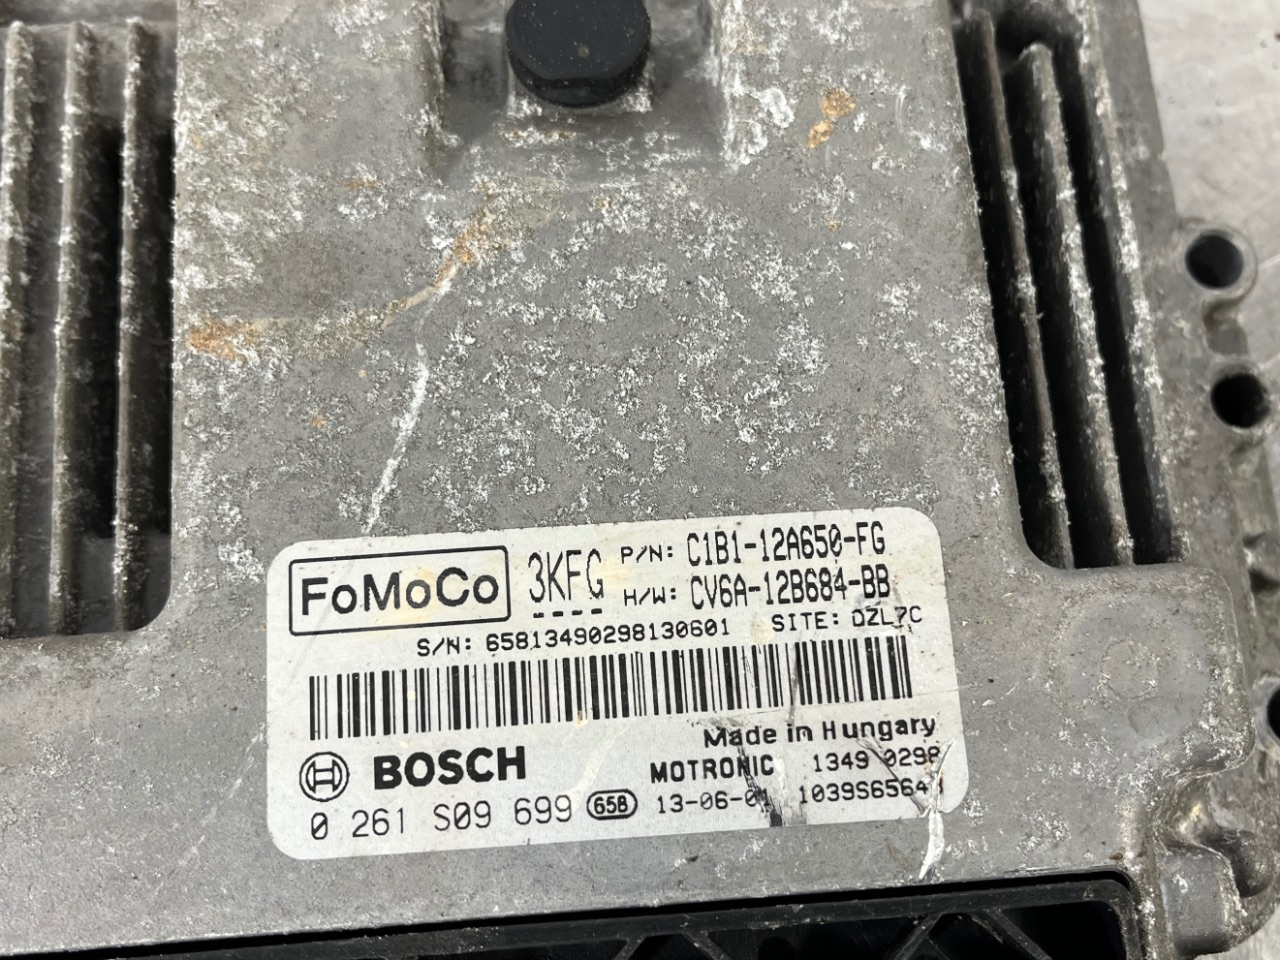 FoMoCo 3KFG P/N: C1B1-12A650-FG
H/W: CV6A-12B684-BB
S/N: 65813490298130601 SITE: DZL7C
Made in Hungary
BOSCH MOTRONIC 1349 0298
0 261 S09 699 658 13-06-01